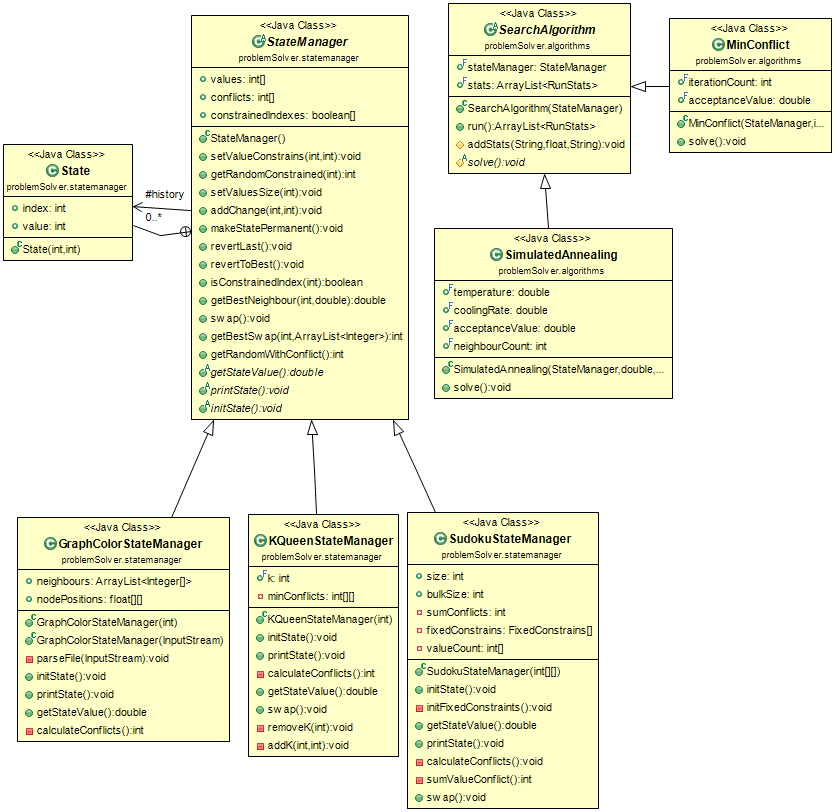 <<Java Class>>
StateManager
problemSolver.statemanager
values: int[]
conflicts: int[]
constrainedIndexes: boolean[]
StateManager()
setValueConstrains(int,int):void
getRandomConstrained(int):int
setValuesSize(int):void
addChange(int,int):void
makeStatePermanent():void
revertLast():void
revertToBest():void
isConstrainedIndex(int):boolean
getBestNeighbour(int,double):double
swap():void
getBestSwap(int,ArrayList<Integer>):int
getRandomWithConflict():int
getStateValue():double
printState():void
initState():void
<<Java Class>>
SearchAlgorithm
problemSolver.algorithms
stateManager: StateManager
stats: ArrayList<RunStats>
SearchAlgorithm(StateManager)
run():ArrayList<RunStats>
addStats(String,float,String):void
solve():void
<<Java Class>>
MinConflict
problemSolver.algorithms
iterationCount: int
acceptanceValue: double
MinConflict(StateManager,i...
solve():void
<<Java Class>>
State
problemSolver.statemanager
index: int
value: int
State(int,int)
#history
0..*
<<Java Class>>
SimulatedAnnealing
problemSolver.algorithms
temperature: double
coolingRate: double
acceptanceValue: double
neighbourCount: int
SimulatedAnnealing(StateManager,double,...
solve():void
<<Java Class>>
GraphColorStateManager
problemSolver.statemanager
neighbours: ArrayList<Integer[]>
nodePositions: float[][]
GraphColorStateManager(int)
GraphColorStateManager(InputStream)
parseFile(InputStream):void
initState():void
printState():void
getStateValue():double
calculateConflicts():int
<<Java Class>>
KQueenStateManager
problemSolver.statemanager
k: int
minConflicts: int[][]
KQueenStateManager(int)
initState():void
printState():void
calculateConflicts():int
getStateValue():double
swap():void
removeK(int):void
addK(int,int):void
<<Java Class>>
SudokuStateManager
problemSolver.statemanager
size: int
bulkSize: int
sumConflicts: int
fixedConstrains: FixedConstrains[]
valueCount: int[]
SudokuStateManager(int[][])
initState():void
initFixedConstraints():void
getStateValue():double
printState():void
calculateConflicts():void
sumValueConflict():int
swap():void